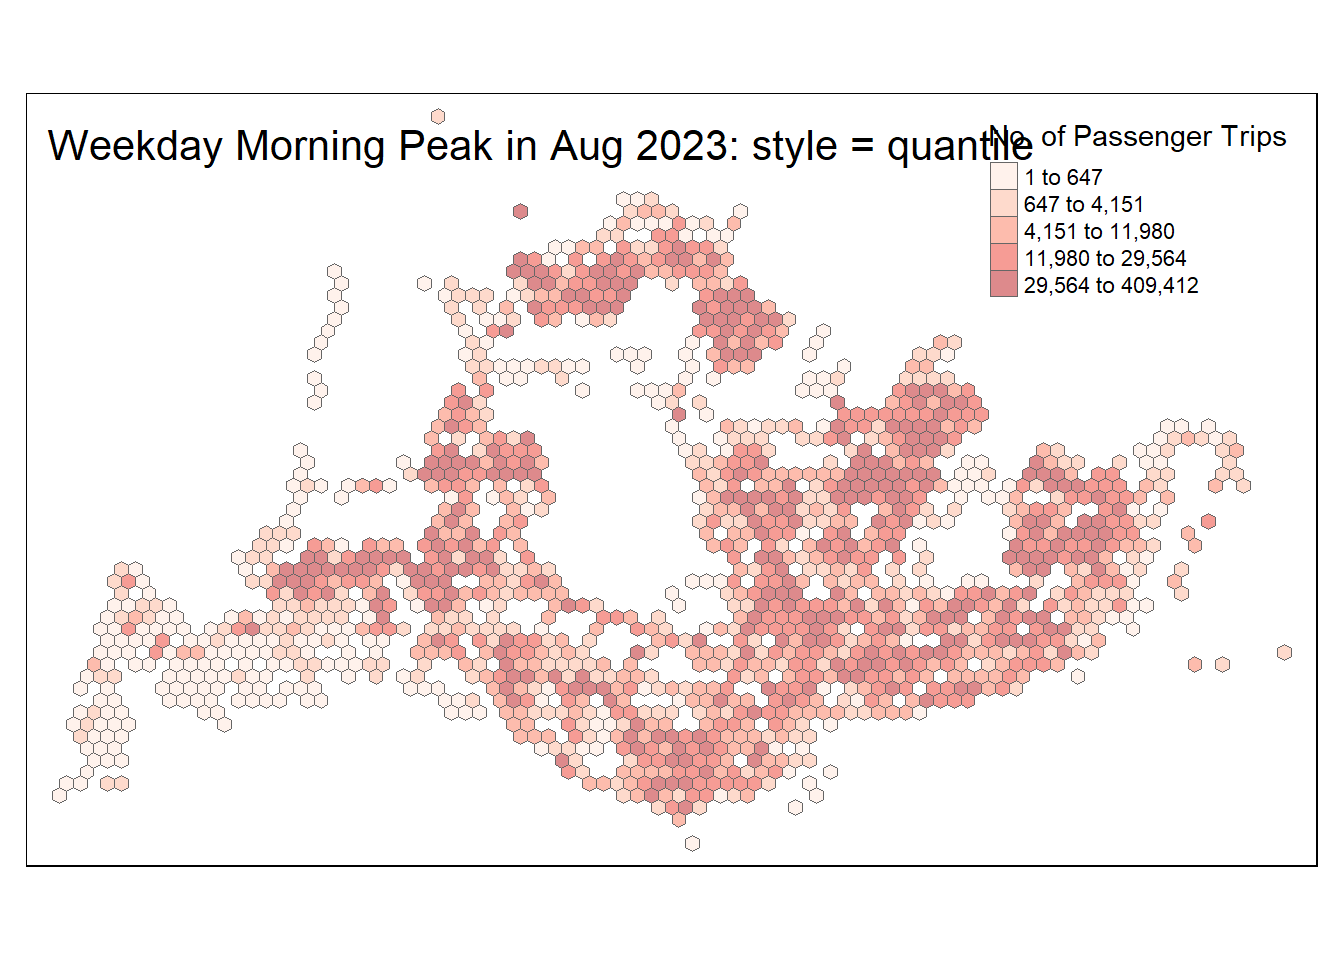 Weekday Morning Peak in Aug 2023: style = quantile
No. of Passenger Trips
1 to 647
647 to 4,151
4,151 to 11,980
11,980 to 29,564
29,564 to 409,412